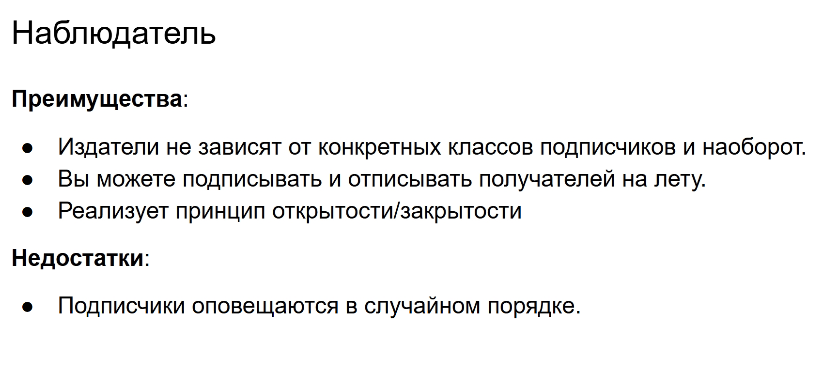 Наблюдатель
Преимущества:
● Издатели не зависят от конкретных классов подписчиков и наоборот.
● Вы можете подписывать и отписывать получателей на лету.
● Реализует принцип открытости/закрытости
Недостатки:
● Подписчики оповещаются в случайном порядке.